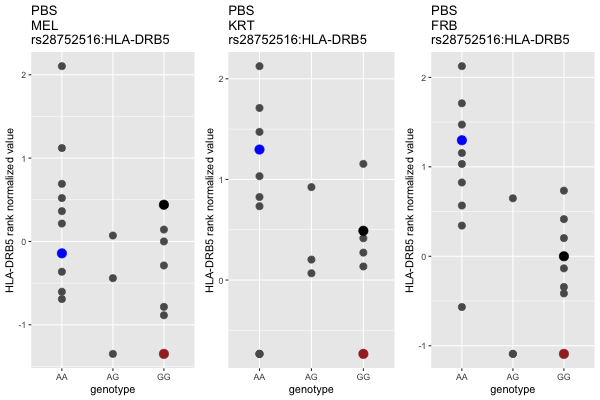 PBS
MEL
rs28752516:HLA-DRB5
HLA-DRB5 rank normalized value
2
1
0
-1
AA AG GG
genotype
PBS
KRT
rs28752516:HLA-DRB5
HLA-DRB5 rank normalized value
2
1
0
AA AG GG
genotype
PBS
FRB
rs28752516:HLA-DRB5
HLA-DRB5 rank normalized value
2
1
0
-1
AA AG GG
genotype